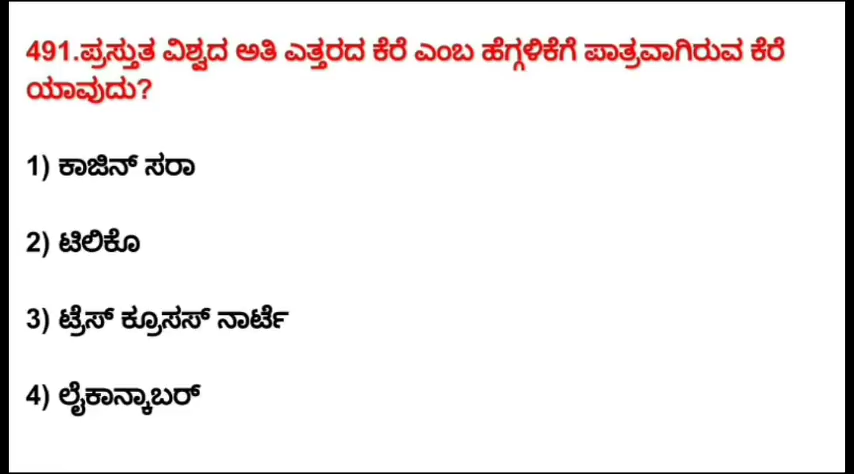 491.ಪ್ರಸ್ತುತ ವಿಶ್ವದ ಅತಿ ಎತ್ತರದ ಕೆರೆ ಎಂಬ ಹೆಗ್ಗಳಿಕೆಗೆ ಪಾತ್ರವಾಗಿರುವ ಕೆರೆ
ಯಾವುದು?
1) ಕಾಜಿನ್ ಸರಾ
2) ಟಿಲಿಕೊ
3) ಟ್ರೆಸ್ ಕ್ರೂಸಸ್ ನಾರ್ಟೆ
4) ಲೈಕಾನ್ಕಾಬರ್